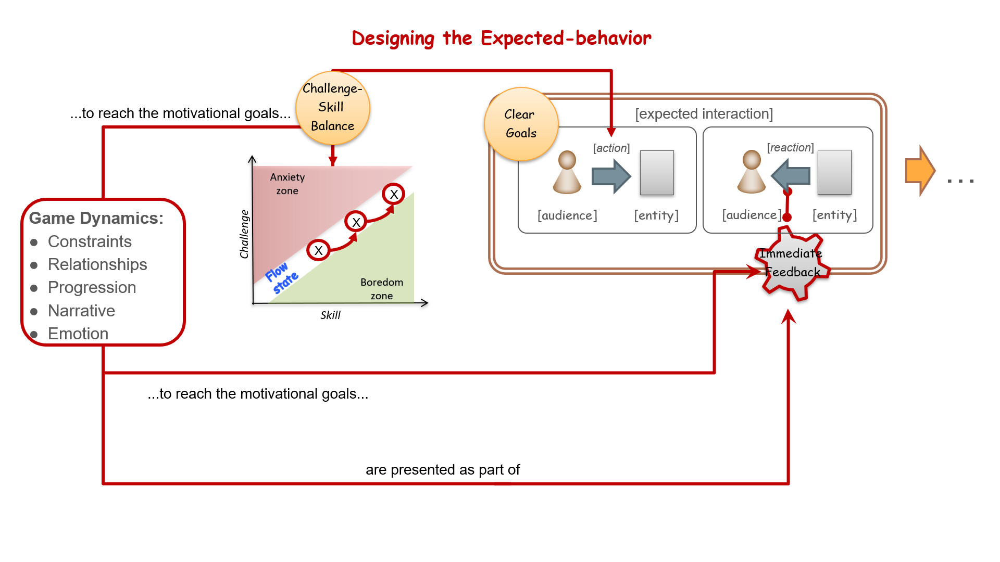 Designing the Expected-behavior
Challenge-
Skill
Balance
...to reach the motivational goals...
Clear
Goals
[expected interaction]
[action]
[audience]
[entity]
[reaction]
[audience]
[entity]
...
Immediate
Feedback
Game Dynamics:
● Constraints
● Relationships
● Progression
● Narrative
● Emotion
Challenge
Anxiety
zone
X
X
X
Flow
state
Boredom
zone
Skill
...to reach the motivational goals...
are presented as part of